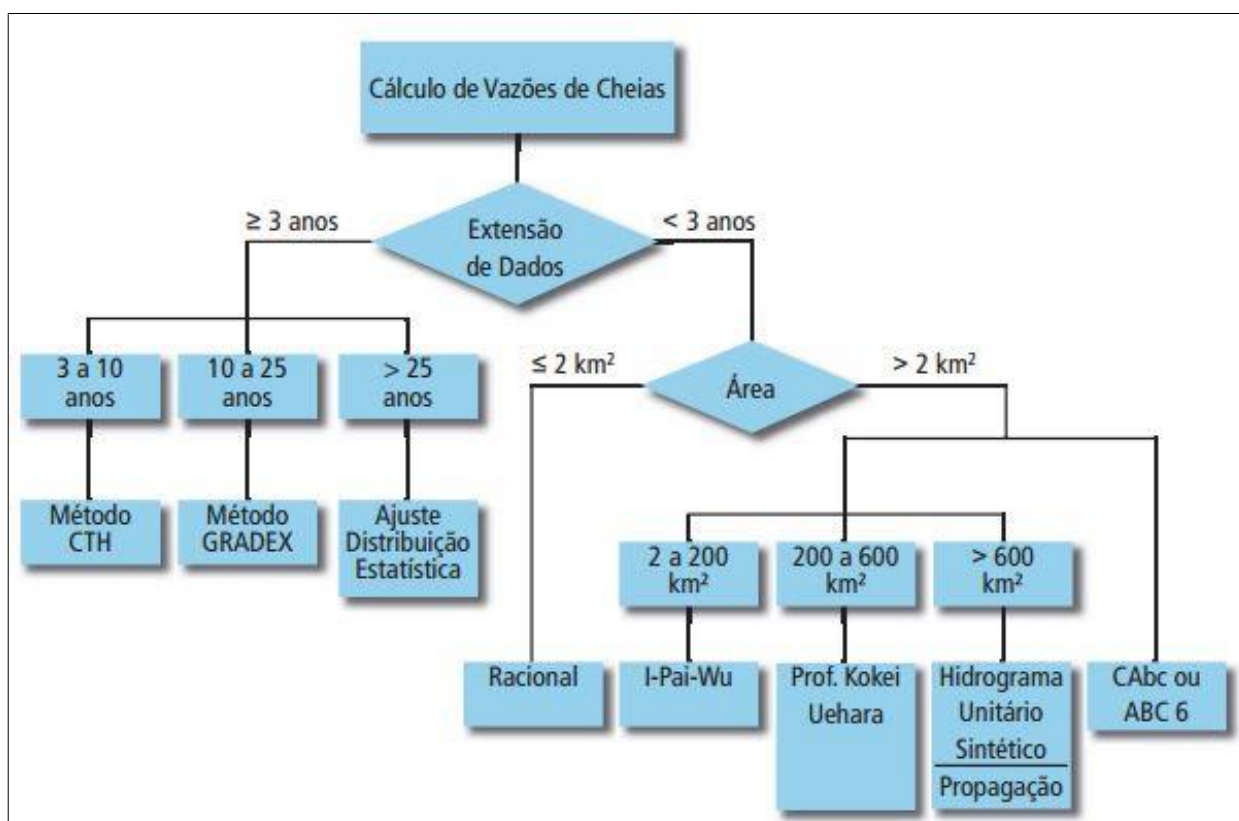 Cálculo de Vazões de Cheias
≥ 3 anos
< 3 anos
Extensão
de Dados
3 a 10
anos
10 a 25
anos
> 25
anos
≤ 2 km²
Área
> 2 km²
Método
CTH
Método
GRADEX
Ajuste
Distribuição
Estatística
2 a 200
km²
200 a 600
km²
> 600
km²
Racional
I-Pai-Wu
Prof. Kokei
Uehara
Hidrograma
Unitário
Sintético
Propagação
CAbc ou
ABC 6